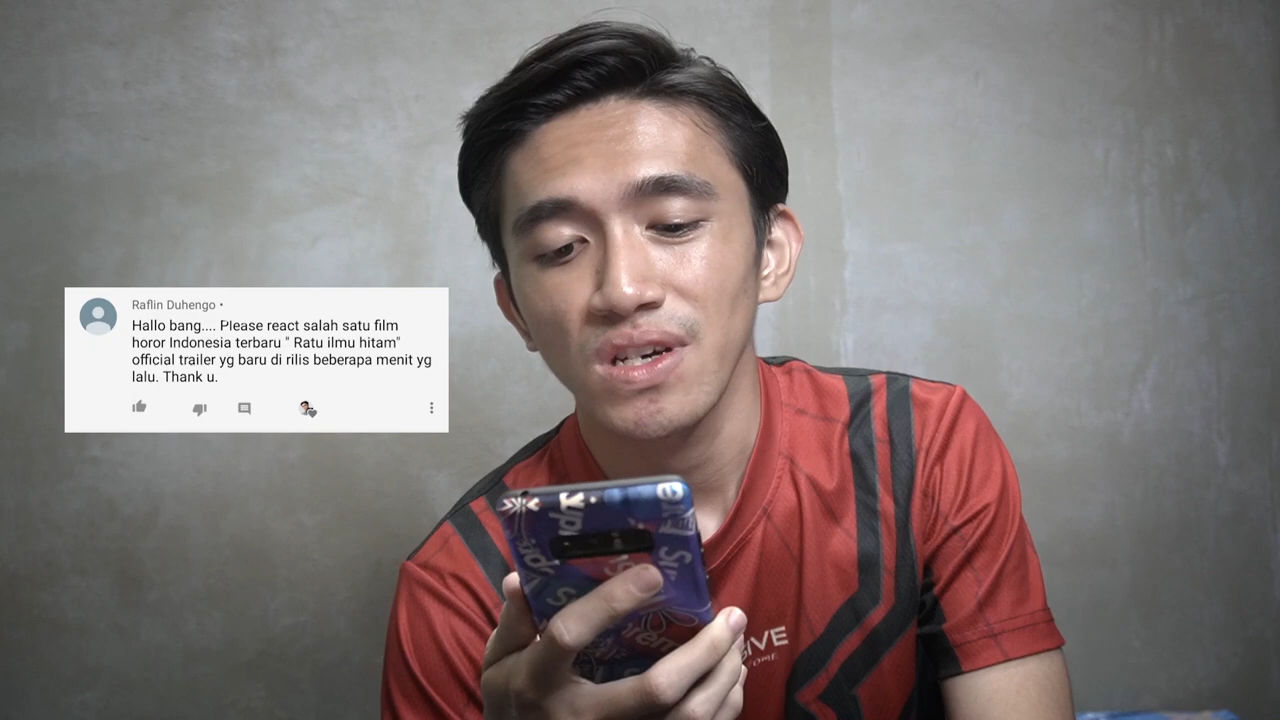 Raflin Duhengo •
Hallo bang.... Please react salah satu film
horor Indonesia terbaru " Ratu ilmu hitam"
official trailer yg baru di rilis beberapa menit yg
lalu. Thank u.